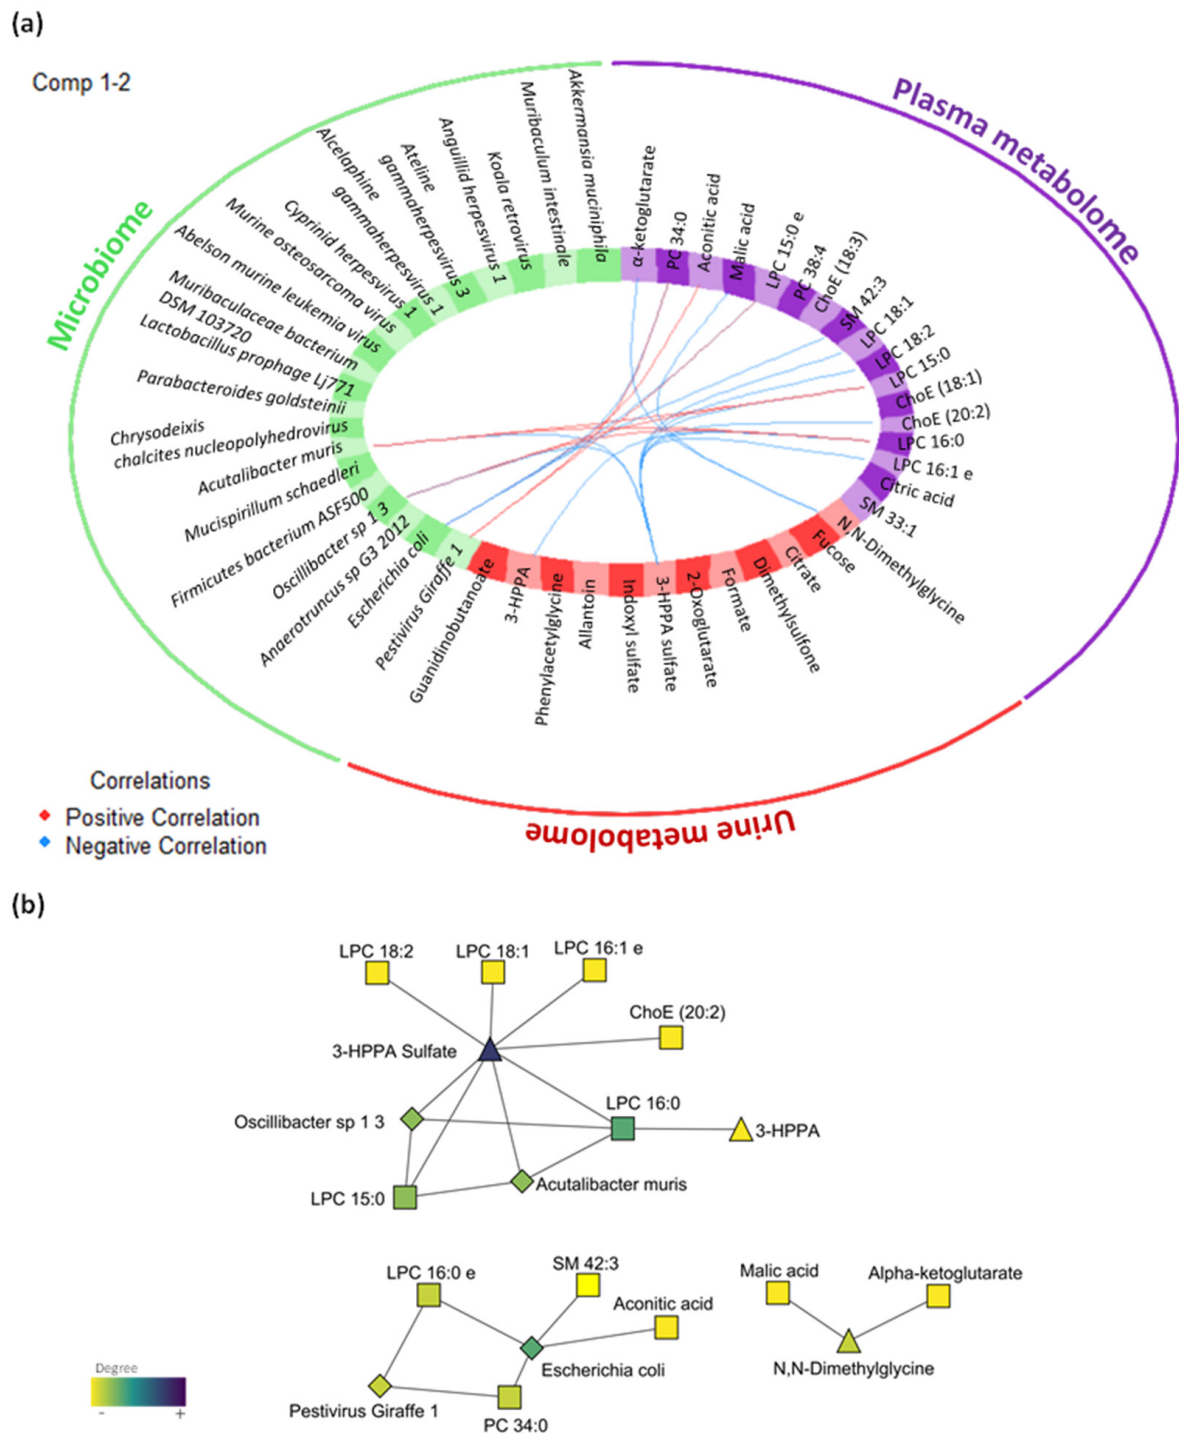 (a)
Comp 1-2
Microbiome
Plasma metabolome
Urine metabolome
Akkermansia muciniphila
Muribaculum intestinale
Koala retrovirus
Anguillid herpesvirus 1
Ateline
gammaherpesvirus 3
Alcelaphine
gammaherpesvirus 1
Cyprinid herpesvirus 1
Murine osteosarcoma virus
Abelson murine leukemia virus
Muribaculaceae bacterium
DSM 103720
Lactobacillus prophage Lj771
Parabacteroides goldsteinii
Chrysodeixis
chalcites nucleopolyhedrovirus
Acutalibacter muris
Mucispirillum schaedleri
Firmicutes bacterium ASF500
Oscillibacter sp 1 3
Anaerotruncus sp G3 2012
Escherichia coli
Pestivirus Giraffe 1
α-ketoglutarate
PC 34:0
Aconitic acid
Malic acid
LPC 15:0 e
PC 38:4
ChoE (18:3)
SM 42:3
LPC 18:1
LPC 18:2
LPC 15:0
ChoE (18:1)
ChoE (20:2)
LPC 16:0
LPC 16:1 e
Citric acid
SM 33:1
N,N-Dimethylglycine
Fucose
Citrate
Dimethylsulfone
Formate
2-Oxoglutarate
3-HPPA sulfate
Indoxyl sulfate
Allantoin
Phenylacetylglycine
3-HPPA
Guanidinobutanoate
Correlations
Positive Correlation
Negative Correlation
(b)
LPC 18:2
LPC 18:1
LPC 16:1 e
ChoE (20:2)
3-HPPA Sulfate
Oscillibacter sp 1 3
LPC 16:0
3-HPPA
LPC 15:0
Acutalibacter muris
LPC 16:0 e
SM 42:3
Aconitic acid
Escherichia coli
Pestivirus Giraffe 1
PC 34:0
Malic acid
Alpha-ketoglutarate
N,N-Dimethylglycine
Degree
- +